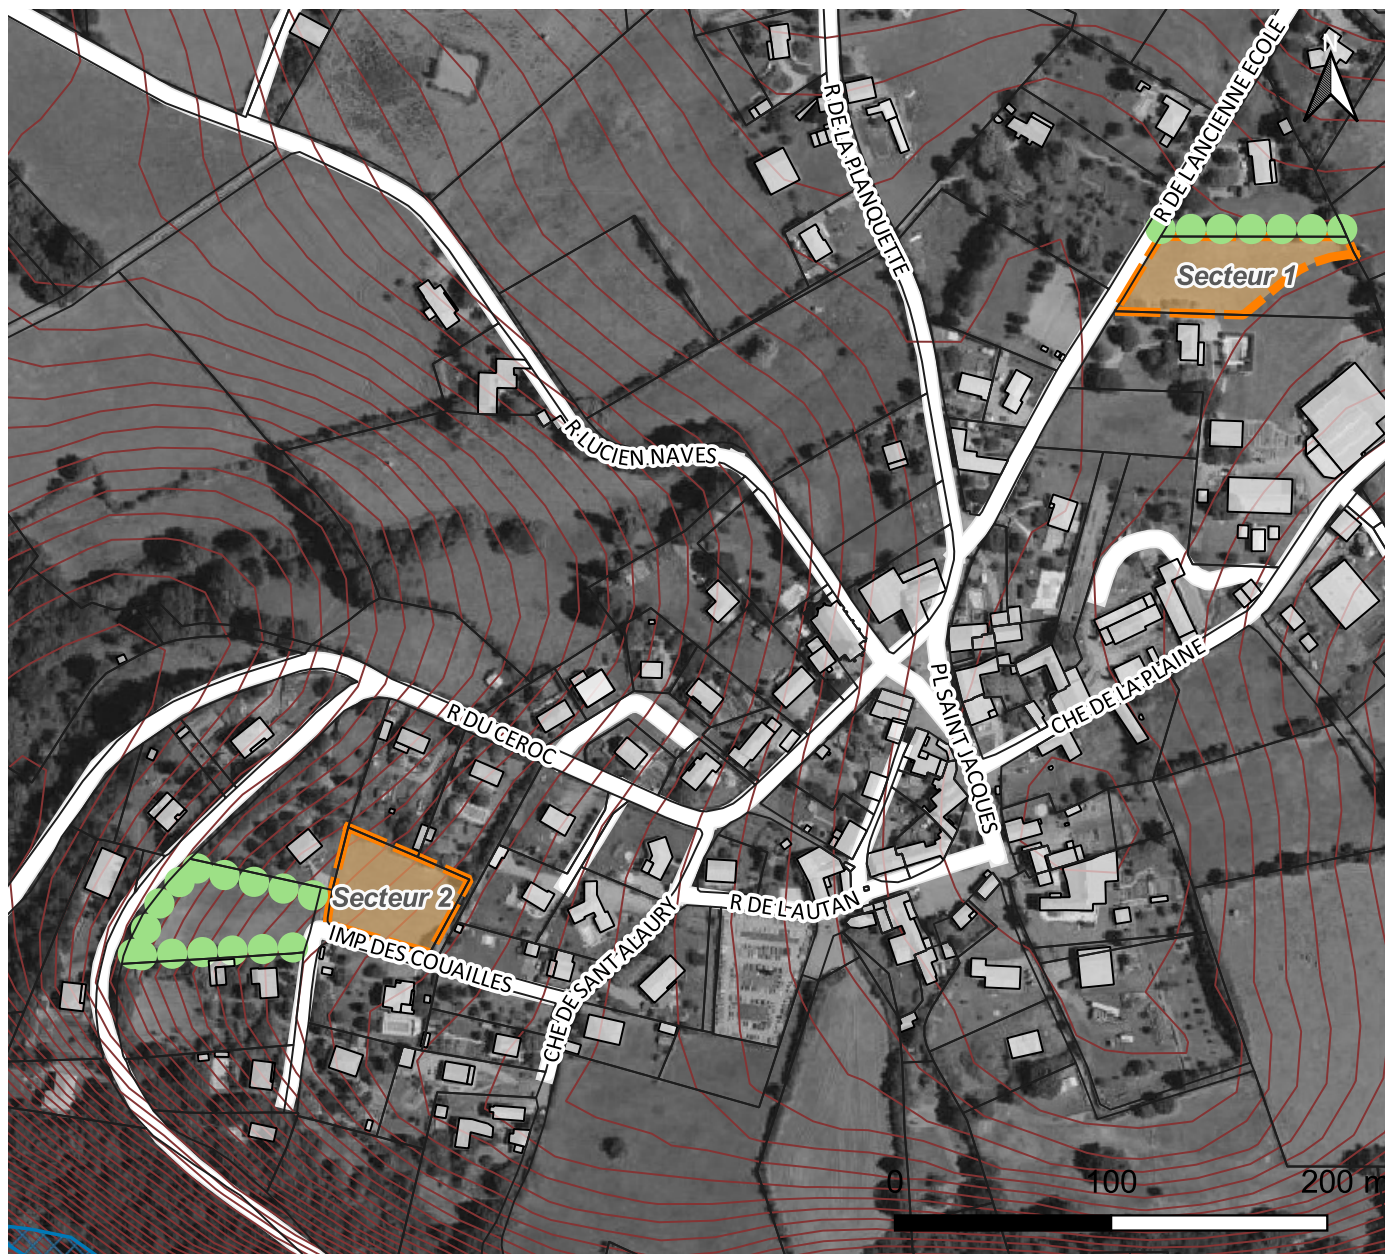 N
R DE L'ANCIENNE ECOLE
R DE LA PLANQUETTE
Secteur 1
R LUCIEN NAVES
PL SAINT JACQUES
CHE DE LA PLAINE
R DU CEROC
Secteur 2
R DE L'AUTAN
IMP DES COUAILLES
CHE DE SANT ALAURY
0 100 200 m